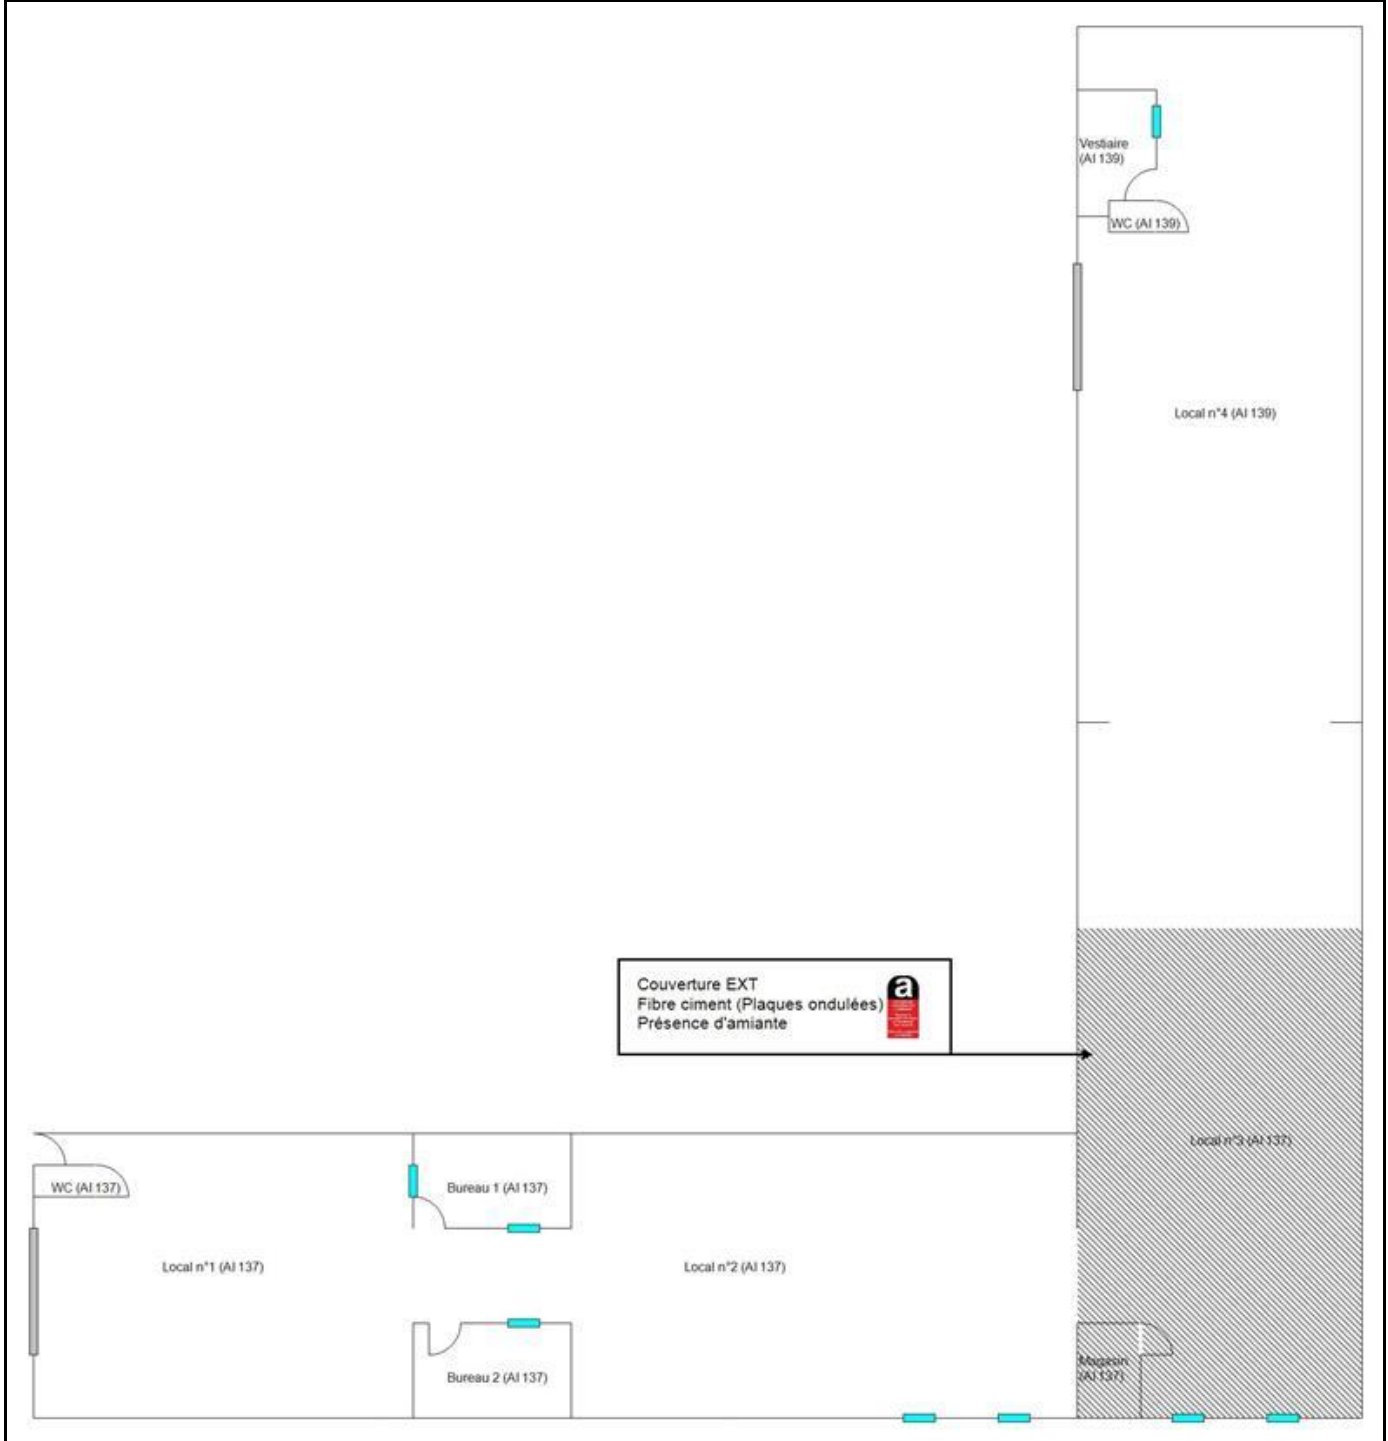 Vestiaire
(AI 139)
WC (AI 139)
Local n°4 (AI 139)
Couverture EXT
Fibre ciment (Plaques ondulées)
Présence d'amiante
a
Local n°3 (AI 137)
WC (AI 137)
Bureau 1 (AI 137)
Local n°1 (AI 137)
Local n°2 (AI 137)
Bureau 2 (AI 137)
Magasin
(AI 137)